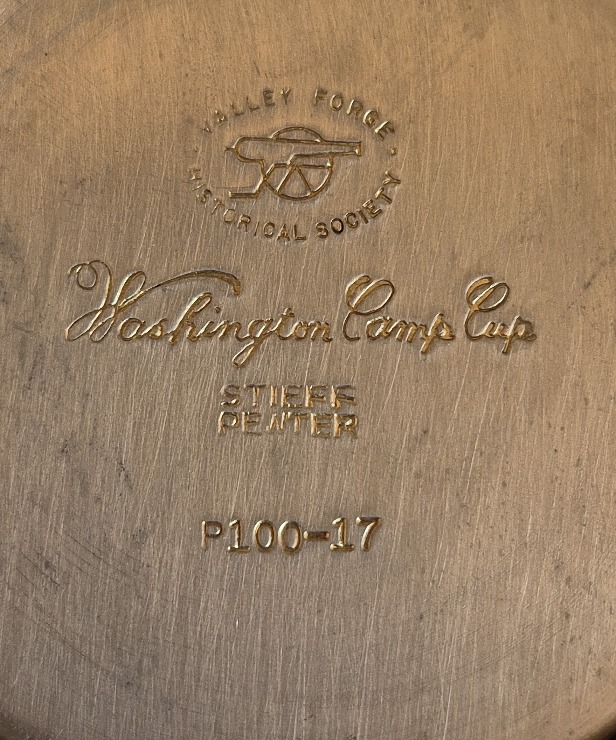 VALLEY FORGE
HISTORICAL SOCIETY
Washington Camp Cup
STIEFF
PEWTER
P100-17